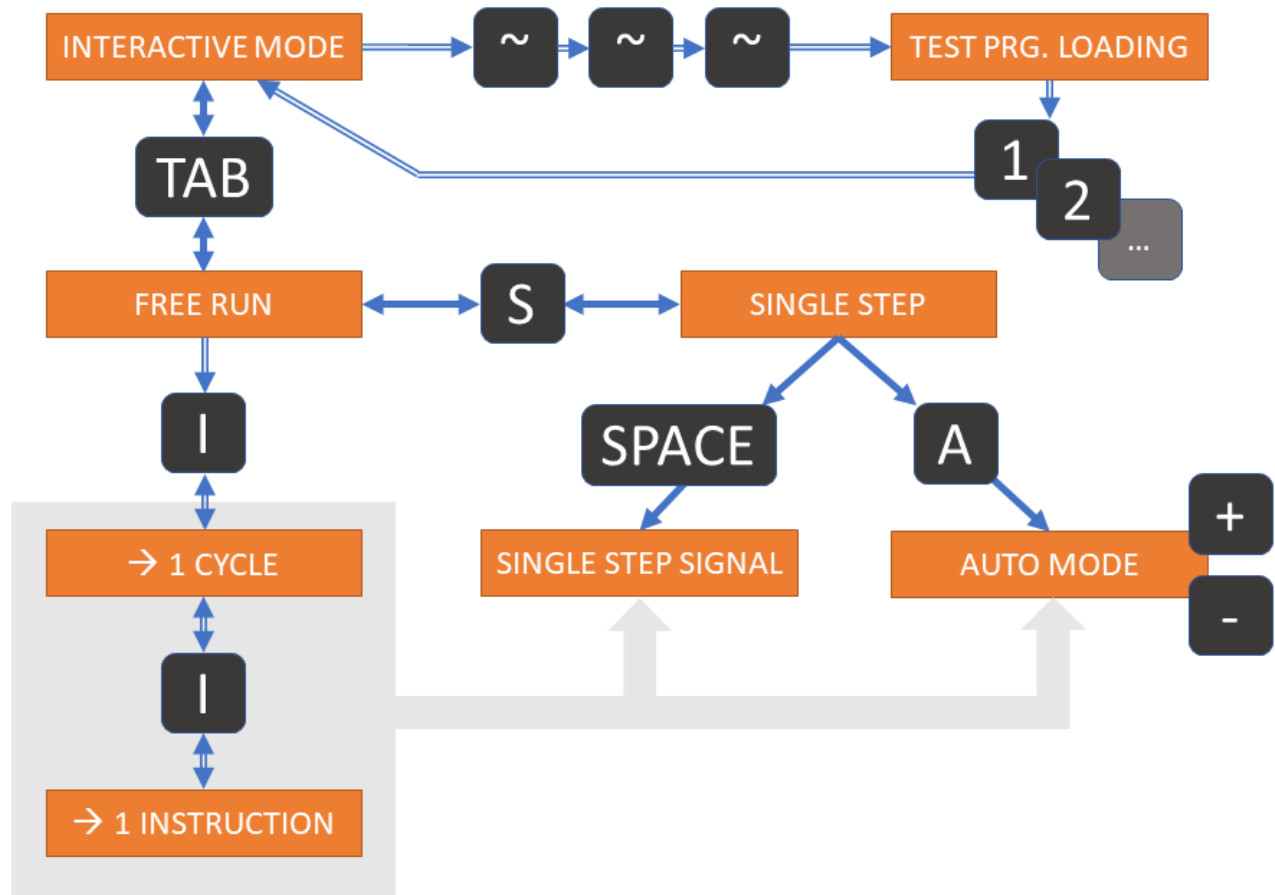 INTERACTIVE MODE
~
~
~
TEST PRG. LOADING
TAB
1
2
...
FREE RUN
S
SINGLE STEP
I
SPACE
A
→ 1 CYCLE
SINGLE STEP SIGNAL
AUTO MODE
+
-
I
→ 1 INSTRUCTION